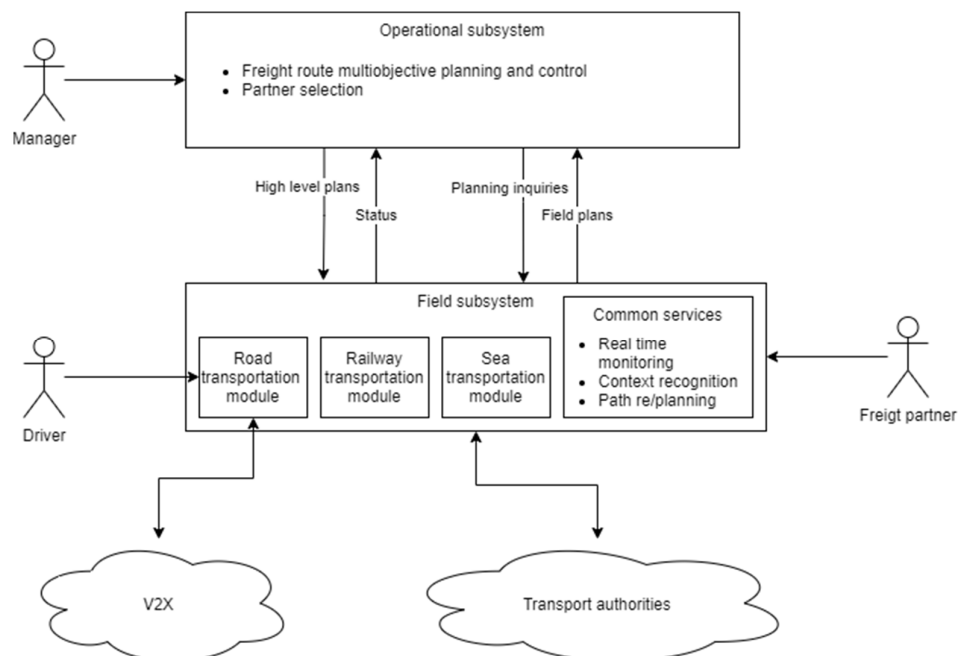 Operational subsystem
Freight route multiobjective planning and control
Partner selection
Manager
High level plans
Status
Planning inquiries
Field plans
Field subsystem
Road
transportation
module
Railway
transportation
module
Sea
transportation
module
Common services
Real time
monitoring
Context recognition
Path re/planning
Driver
Freigt partner
V2X
Transport authorities